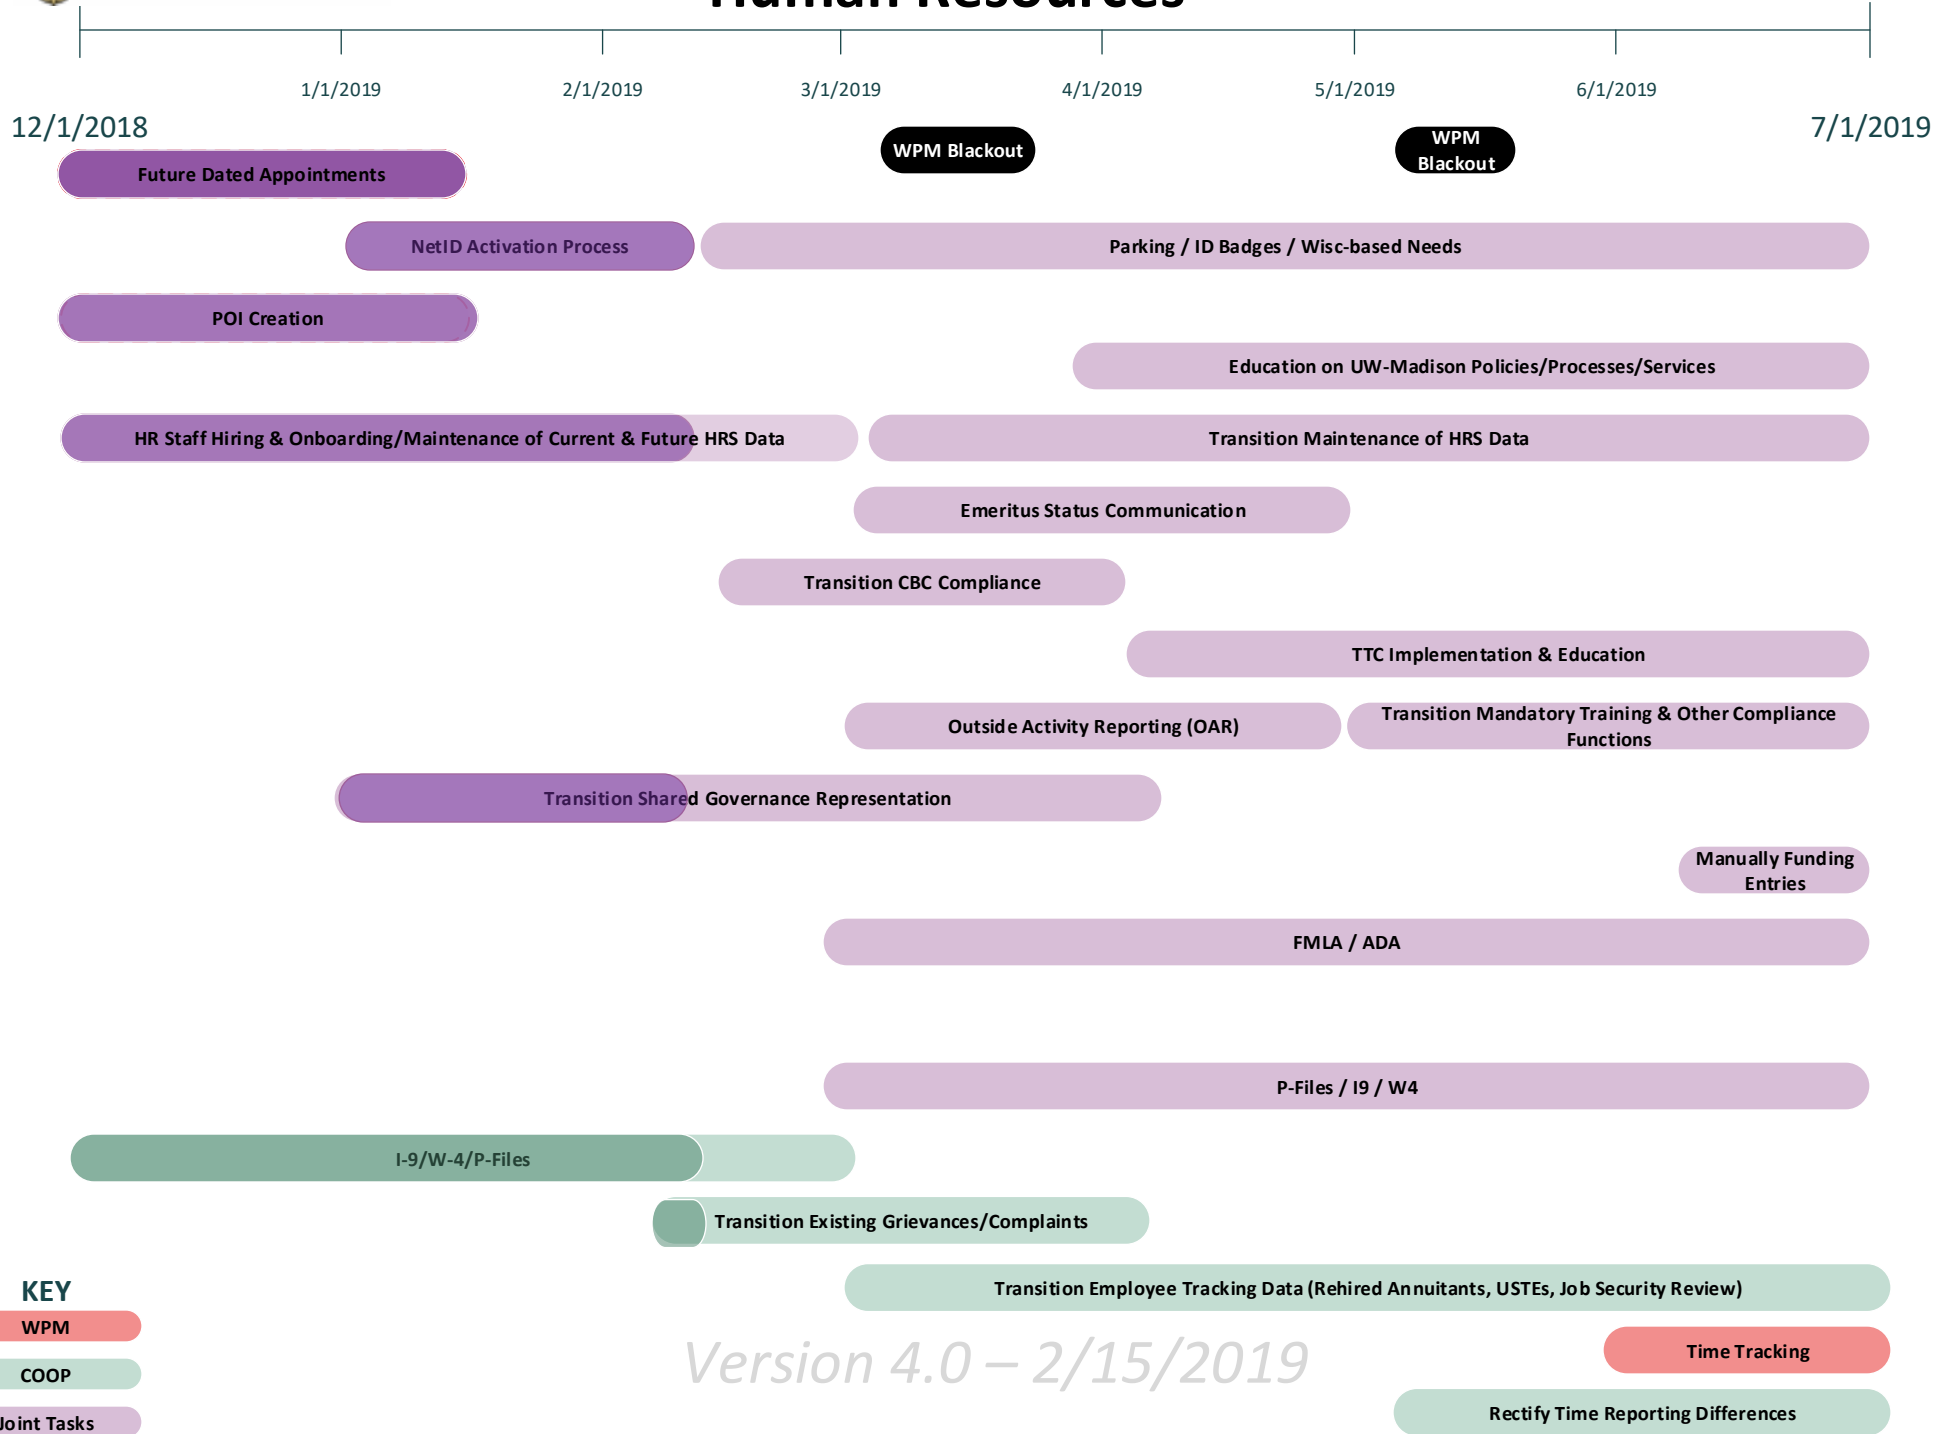 Human Resources
1/1/2019
2/1/2019
3/1/2019
4/1/2019
5/1/2019
6/1/2019
12/1/2018
7/1/2019
WPM Blackout
WPM
Blackout
Future Dated Appointments
NetID Activation Process
Parking / ID Badges / Wisc-based Needs
POI Creation
Education on UW-Madison Policies/Processes/Services
HR Staff Hiring & Onboarding/Maintenance of Current & Future HRS Data
Transition Maintenance of HRS Data
Emeritus Status Communication
Transition CBC Compliance
TTC Implementation & Education
Outside Activity Reporting (OAR)
Transition Mandatory Training & Other Compliance
Functions
Transition Shared Governance Representation
Manually Funding
Entries
FMLA / ADA
P-Files / I9 / W4
I-9/W-4/P-Files
Transition Existing Grievances/Complaints
Transition Employee Tracking Data (Rehired Annuitants, USTEs, Job Security Review)
KEY
WPM
COOP
Joint Tasks
Time Tracking
Rectify Time Reporting Differences
Version 4.0 – 2/15/2019